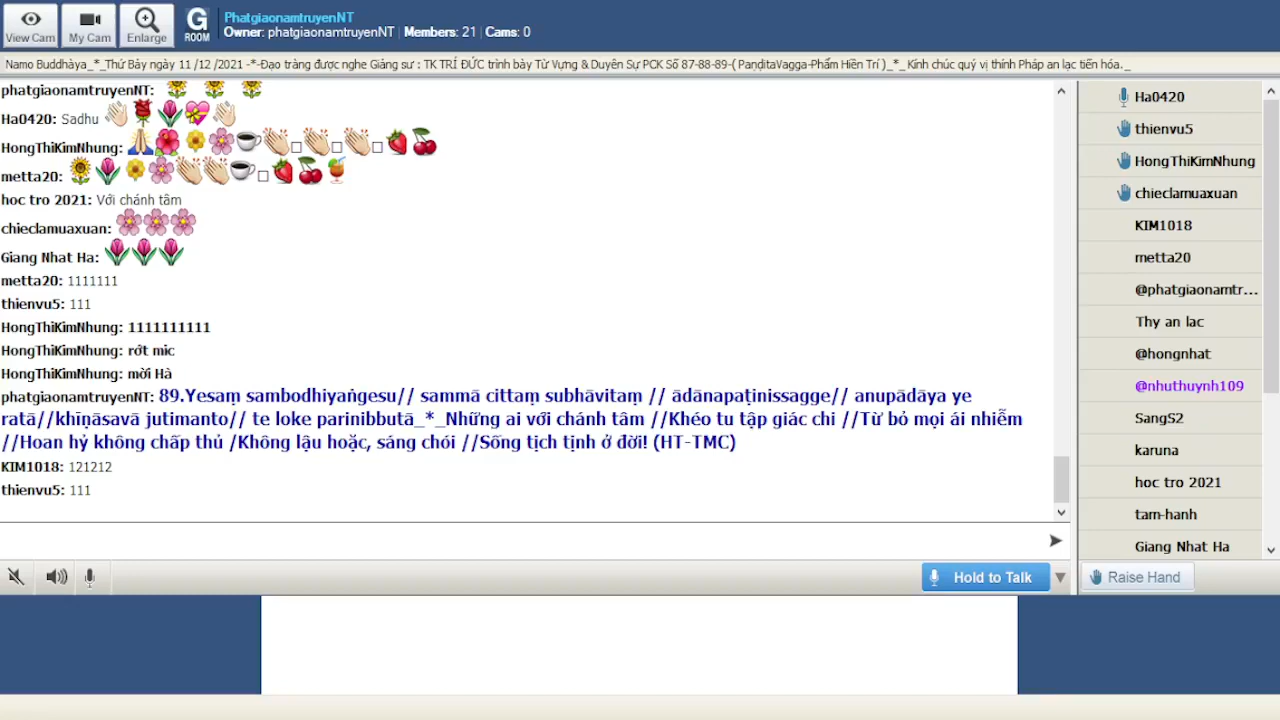 View Cam
My Cam
Enlarge
G
ROOM
PhatgiaonamtruyenNT
Owner: phatgiaonamtruyenNT | Members: 21 | Cams: 0
Namo Buddhàya_*_Thứ Bảy ngày 11 /12 /2021 -*-Đạo tràng được nghe Giảng sư : TK TRÍ ĐỨC trình bày Từ Vựng & Duyên Sự PCK Số 87-88-89-( PaṇḍitaVagga-Phẩm Hiền Trí )_*_ Kính chúc quý vị thính Pháp an lạc tiến hóa._
phatgiaonamtruyenNT:
Ha0420: Sadhu
HongThiKimNhung:
metta20:
hoc tro 2021: Với chánh tâm
chieclamuaxuan:
Giang Nhat Ha:
metta20: 1111111
thienvu5: 111
HongThiKimNhung: 1111111111
HongThiKimNhung: rớt mic
HongThiKimNhung: mời Hà
phatgiaonamtruyenNT: 89.Yesaṃ sambodhiyaṅgesu// sammā cittaṃ subhāvitaṃ // ādānapaṭinissagge// anupādāya ye
ratā//khīṇāsavā jutimanto// te loke parinibbutā_*_Những ai với chánh tâm //Khéo tu tập giác chi //Từ bỏ mọi ái nhiễm
//Hoan hỷ không chấp thủ /Không lậu hoặc, sáng chói //Sống tịch tịnh ở đời! (HT-TMC)
KIM1018: 121212
thienvu5: 111
Hold to Talk
Ha0420
thienvu5
HongThiKimNhung
chieclamuaxuan
KIM1018
metta20
@phatgiaonamtr...
Thy an lac
@hongnhat
@nhuthuynh109
SangS2
karuna
hoc tro 2021
tam-hanh
Giang Nhat Ha
Raise Hand